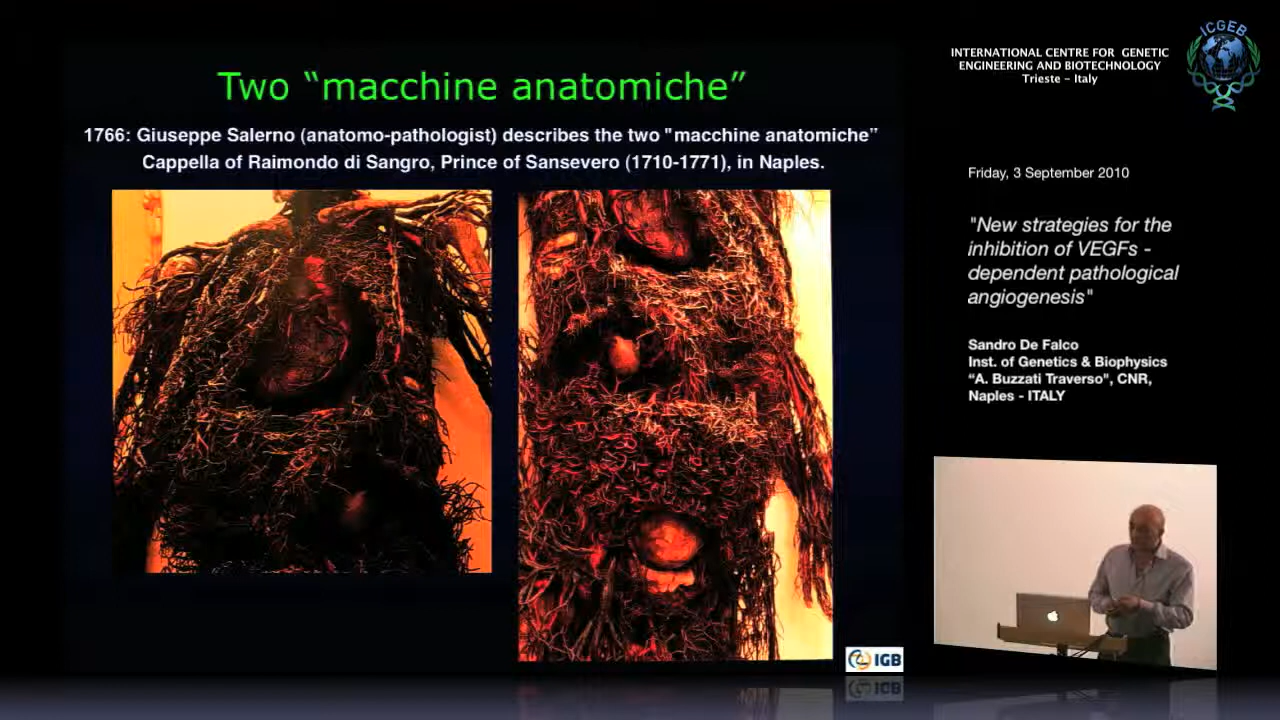 Two “macchine anatomiche”
1766: Giuseppe Salerno (anatomo-pathologist) describes the two "macchine anatomiche”
Cappella of Raimondo di Sangro, Prince of Sansevero (1710-1771), in Naples.
IGB
INTERNATIONAL CENTRE FOR GENETIC
ENGINEERING AND BIOTECHNOLOGY
Trieste – Italy
ICGEB
Friday, 3 September 2010
"New strategies for the
inhibition of VEGFs -
dependent pathological
angiogenesis"
Sandro De Falco
Inst. of Genetics & Biophysics
“A. Buzzati Traverso", CNR,
Naples - ITALY